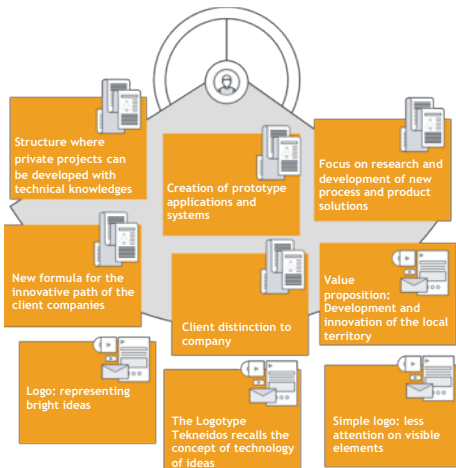 Structure where
private projects can
be developed with
technical knowledges
Creation of prototype
applications and
systems
Focus on research and
development of new
process and product
solutions
New formula for the
innovative path of the
client companies
Client distinction to
company
Value
proposition:
Development and
innovation of the local
territory
Logo: representing
bright ideas
The Logotype
Tekneidos recalls the
concept of technology
of ideas
Simple logo: less
attention on visible
elements